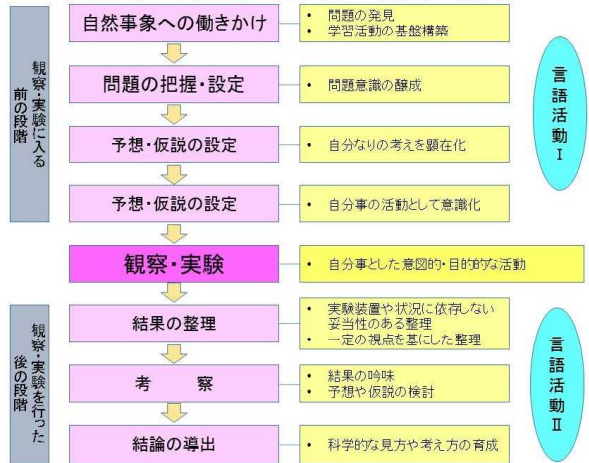 自然事象への働きかけ
• 問題の発見
• 学習活動の基盤構築
観察・実験に入る
前の段階
問題の把握・設定
• 問題意識の醸成
予想・仮説の設定
• 自分なりの考えを顕在化
予想・仮説の設定
• 自分事の活動として意識化
言語活動Ⅰ
観察・実験
• 自分事とした意図的・目的的な活動
観察・実験を行った
後の段階
結果の整理
• 実験装置や状況に依存しない
妥当性のある整理
• 一定の視点を基にした整理
考 察
• 結果の吟味
• 予想や仮説の検討
結論の導出
• 科学的な見方や考え方の育成
言語活動Ⅱ